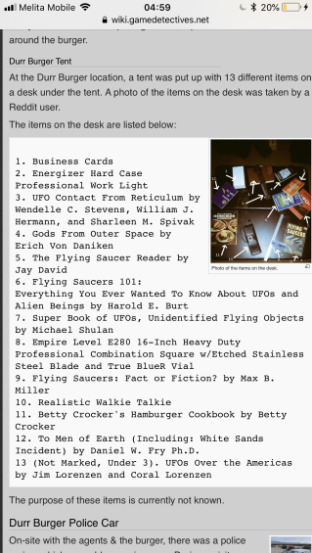 Melita Mobile 04:59 20%
wiki.gamedetectives.net
around the burger.
Durr Burger Tent
At the Durr Burger location, a tent was put up with 13 different items on
a desk under the tent. A photo of the items on the desk was taken by a
Reddit user.
The items on the desk are listed below:
1. Business Cards
2. Energizer Hard Case
Professional Work Light
3. UFO Contact From Reticulum by
Wendelle C. Stevens, William J.
Hermann, and Sharleen M. Spivak
4. Gods From Outer Space by
Erich Von Daniken
5. The Flying Saucer Reader by
Jay David
Photo of the items on the desk.
6. Flying Saucers 101:
Everything You Ever Wanted To Know About UFOs and
Alien Beings by Harold E. Burt
7. Super Book of UFOs, Unidentified Flying Objects
by Michael Shulan
8. Empire Level E280 16-Inch Heavy Duty
Professional Combination Square w/Etched Stainless
Steel Blade and True BlueR Vial
9. Flying Saucers: Fact or Fiction? by Max B.
Miller
10. Realistic Walkie Talkie
11. Betty Crocker's Hamburger Cookbook by Betty
Crocker
12. To Men of Earth (Including: White Sands
Incident) by Daniel W. Fry Ph.D.
13 (Not Marked, Under 3). UFOs Over the Americas
by Jim Lorenzen and Coral Lorenzen
The purpose of these items is currently not known.
Durr Burger Police Car
On-site with the agents & the burger, there was a police